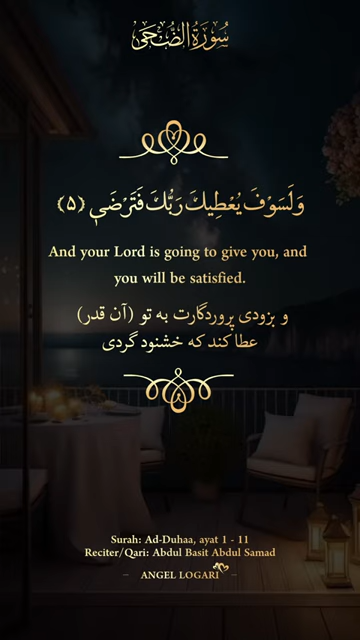 سُورَةُ الضُّحَى
وَلَسَوْفَ يُعْطِيكَ رَبُّكَ فَتَرْضَىٰ ﴿۵﴾
And your Lord is going to give you, and
you will be satisfied.
و بزودی پروردگارت به تو (آن قدر)
عطا کند که خشنود گردی
Surah: Ad-Duhaa, ayat 1 - 11
Reciter/Qari: Abdul Basit Abdul Samad
– ANGEL LOGARI –